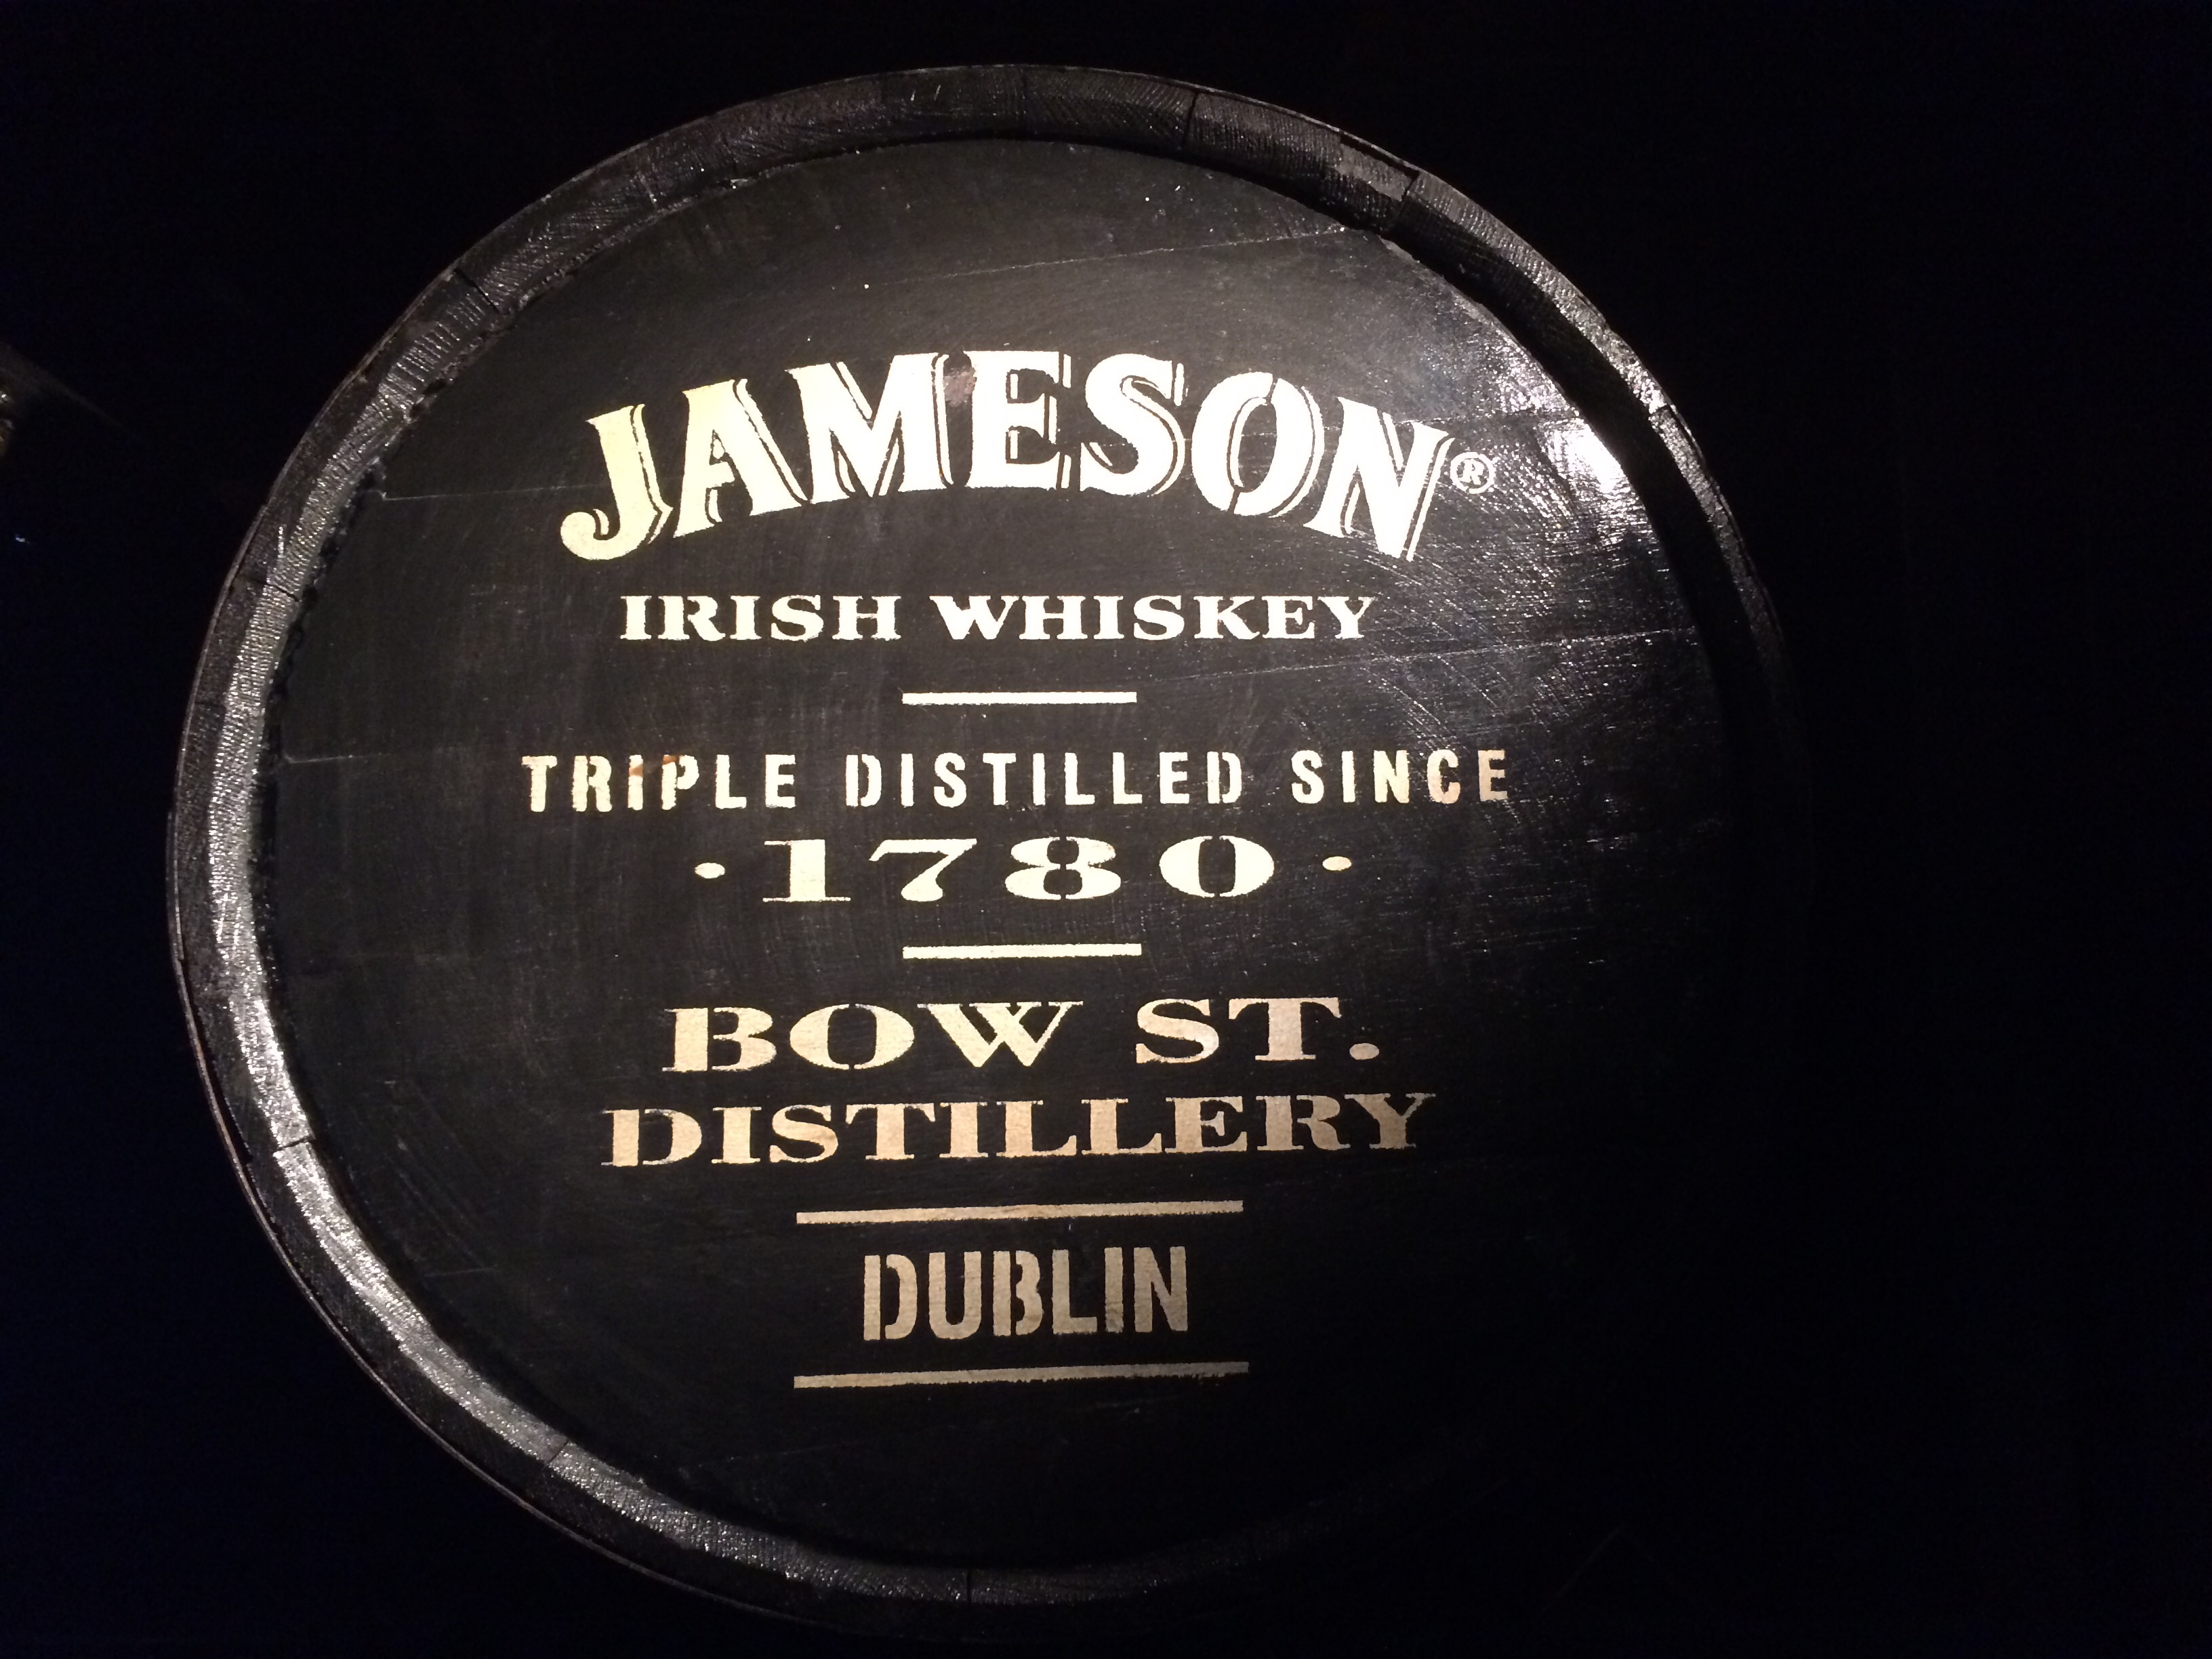 JAMESON®
IRISH WHISKEY
TRIPLE DISTILLED SINCE
·1780·
BOW ST.
DISTILLERY
DUBLIN